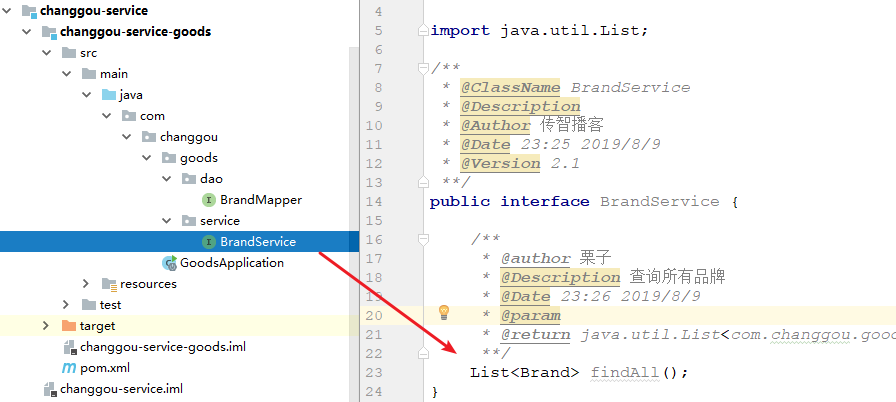 changgou-service
changgou-service-goods
src
main
java
com
changgou
goods
dao
BrandMapper
service
BrandService
GoodsApplication
resources
test
target
changgou-service-goods.iml
pom.xml
changgou-service.iml
4
5 import java.util.List;
6
7 /**
8 * @ClassName BrandService
9 * @Description
10 * @Author 传智播客
11 * @Date 23:25 2019/8/9
12 * @Version 2.1
13 **/
14 public interface BrandService {
15
16 /**
17 * @author 栗子
18 * @Description 查询所有品牌
19 * @Date 23:26 2019/8/9
20 * @param
21 * @return java.util.List<com.changgou.good
22 **/
23 List<Brand> findAll();
24 }